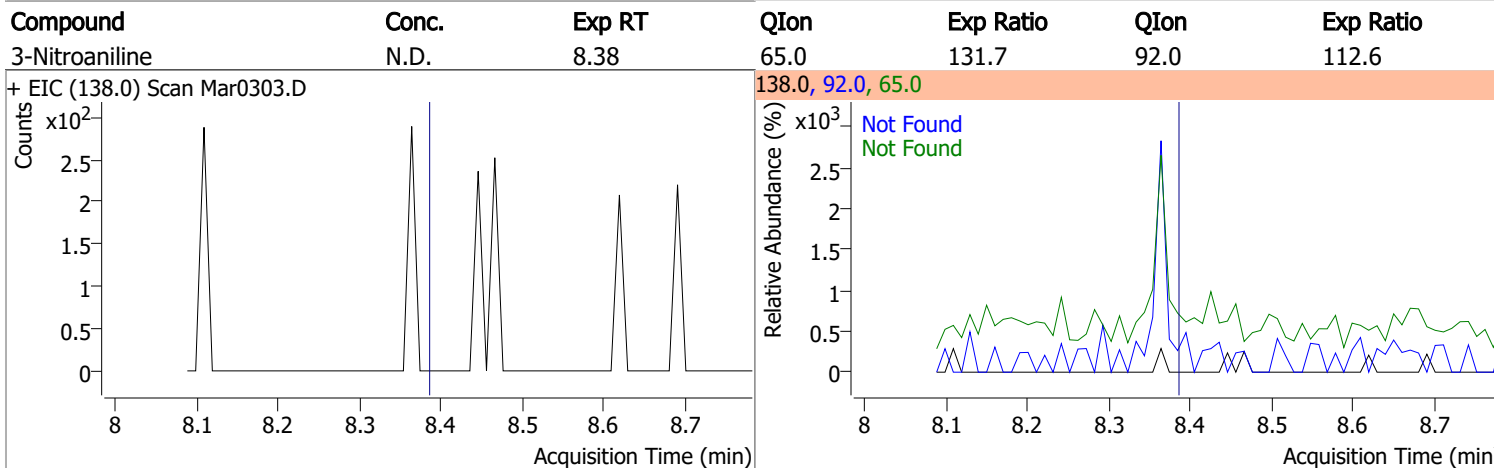 Compound Conc. Exp RT QIon Exp Ratio QIon Exp Ratio
3-Nitroaniline N.D. 8.38 65.0 131.7 92.0 112.6
+ EIC (138.0) Scan Mar0303.D
Counts
x10²
2.5
2
1.5
1
0.5
0
8 8.1 8.2 8.3 8.4 8.5 8.6 8.7
Acquisition Time (min)
138.0, 92.0, 65.0
Relative Abundance (%)
x10³
Not Found
Not Found
2.5
2
1.5
1
0.5
0
8 8.1 8.2 8.3 8.4 8.5 8.6 8.7
Acquisition Time (min